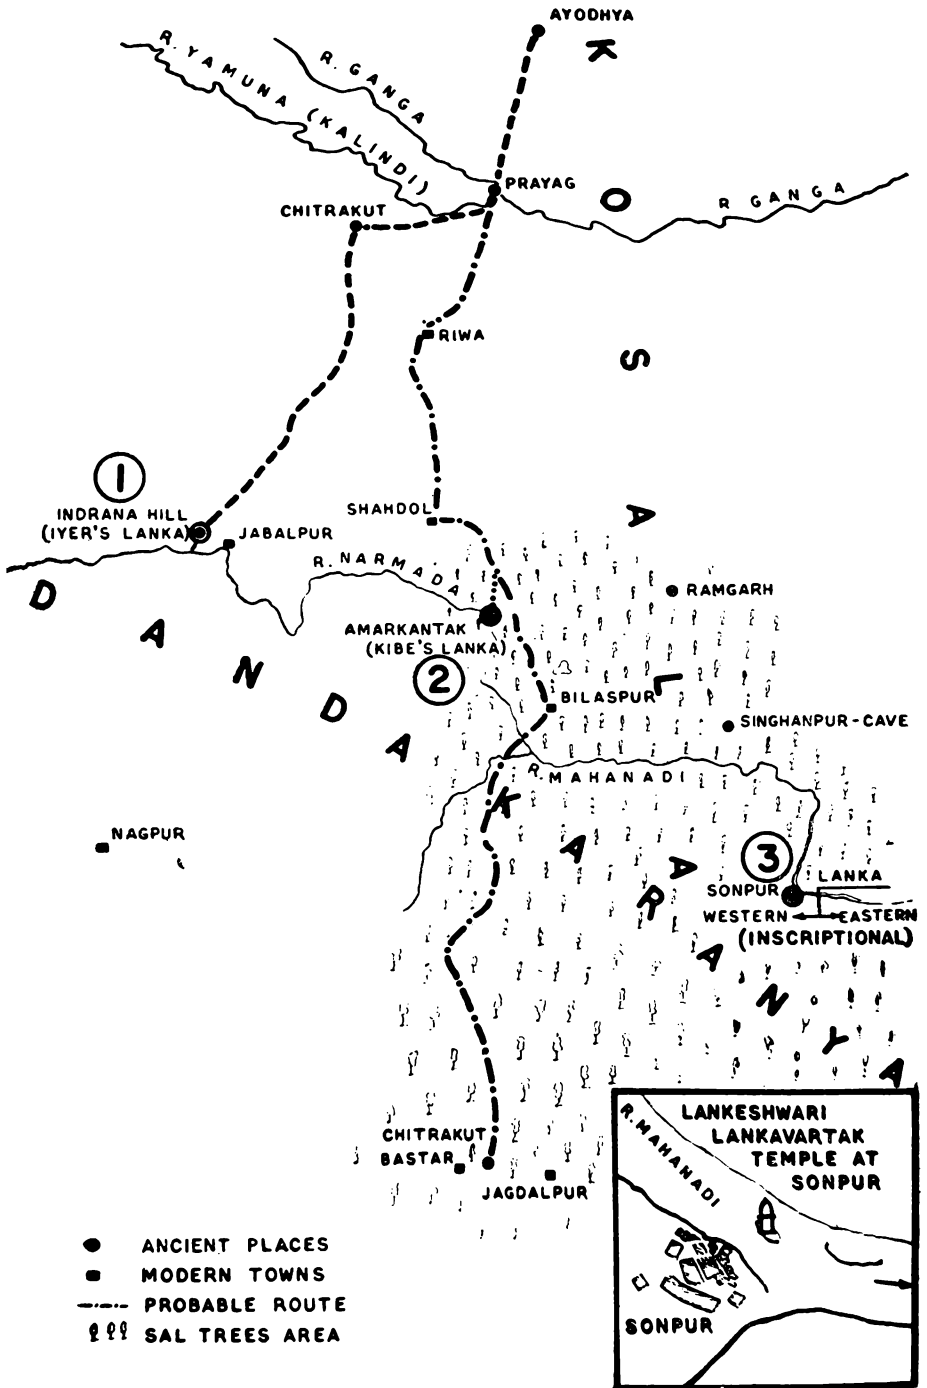 AYODHYA
K O S A L
R. YAMUNA (KALINDI)
R. GANGA
PRAYAG
R GANGA
CHITRAKUT
RIWA
1
INDRANA HILL
(IYER'S LANKA)
JABALPUR
SHAHDOL
R. NARMADA
RAMGARH
AMARKANTAK
(KIBE'S LANKA)
2
BILASPUR
SINGHANPUR-CAVE
DANDAKARANYA
R. MAHANADI
NAGPUR
3
LANKA
SONPUR
WESTERN EASTERN
(INSCRIPTIONAL)
CHITRAKUT
BASTAR
JAGDALPUR
ANCIENT PLACES
MODERN TOWNS
PROBABLE ROUTE
SAL TREES AREA
LANKESHWARI
LANKAVARTAK
TEMPLE AT
SONPUR
R. MAHANADI
SONPUR